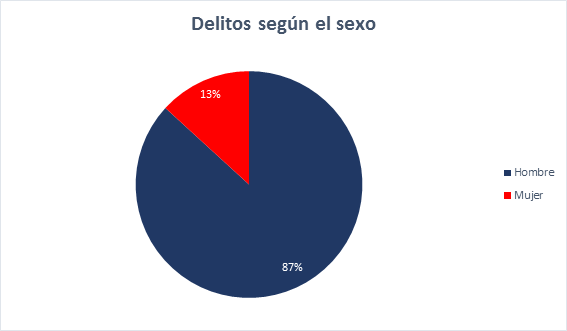 Delitos según el sexo
13%
87%
Hombre
Mujer